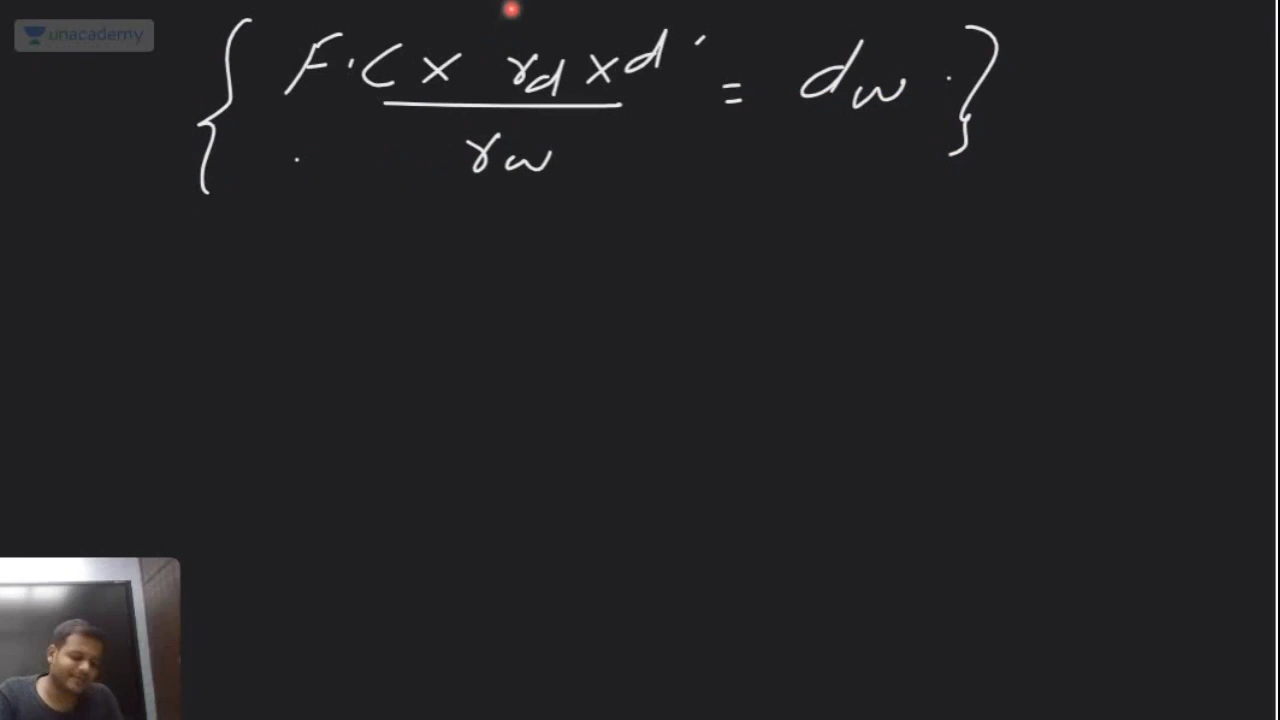 unacademy
{ F.C × γd × d' = dw . }
γw